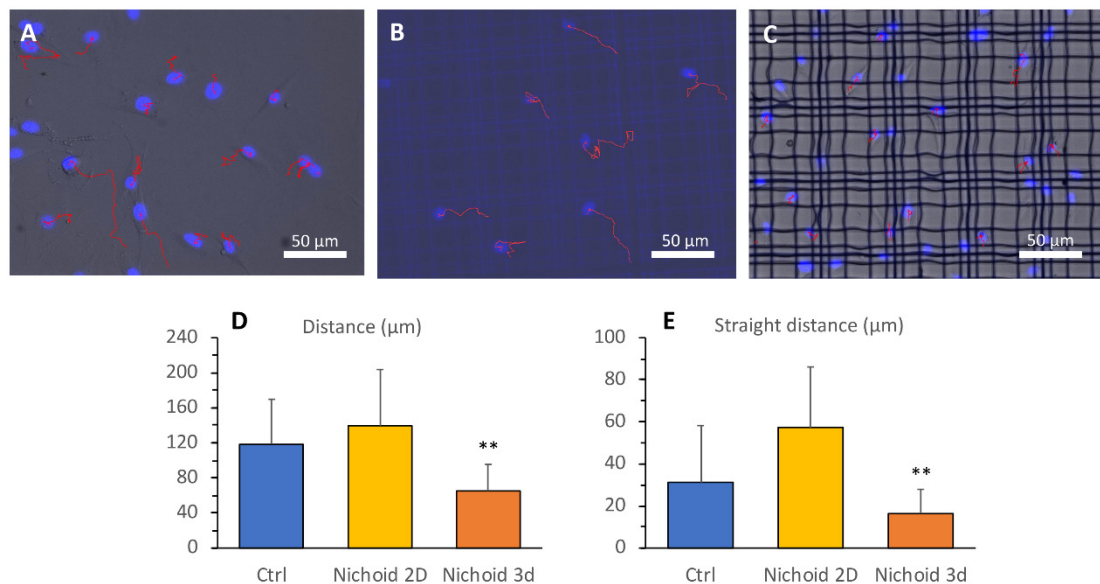 A
B
C
50 µm
50 µm
50 µm
D
Distance (µm)
240
200
160
120
80
40
0
**
Ctrl
Nichoid 2D
Nichoid 3d
E
Straight distance (µm)
100
80
60
40
20
0
**
Ctrl
Nichoid 2D
Nichoid 3d